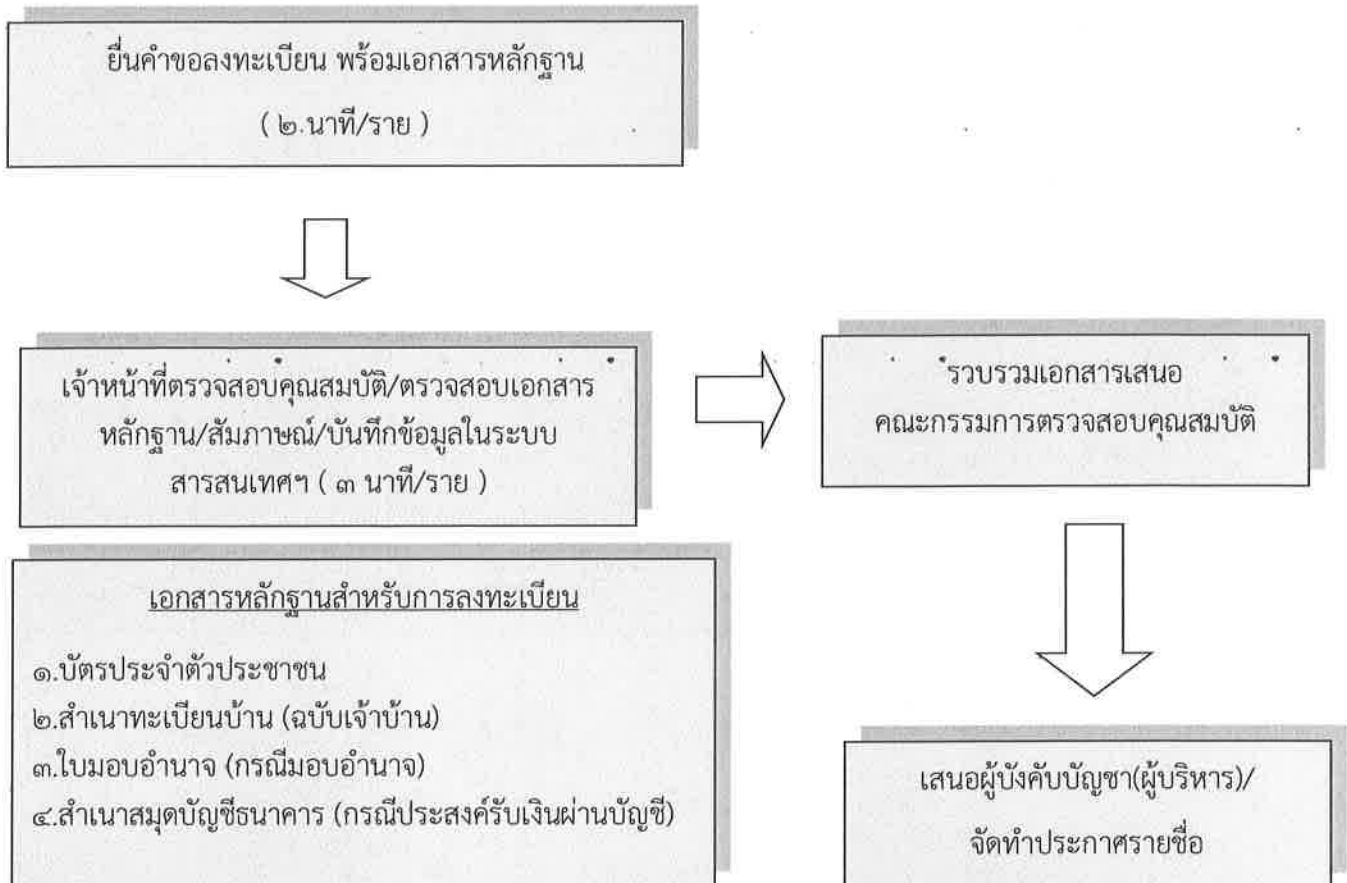 ยื่นคำขอลงทะเบียน พร้อมเอกสารหลักฐาน
( ๒.นาที/ราย )
เจ้าหน้าที่ตรวจสอบคุณสมบัติ/ตรวจสอบเอกสาร
หลักฐาน/สัมภาษณ์/บันทึกข้อมูลในระบบ
สารสนเทศฯ ( ๓ นาที/ราย )
รวบรวมเอกสารเสนอ
คณะกรรมการตรวจสอบคุณสมบัติ
เอกสารหลักฐานสำหรับการลงทะเบียน
๑.บัตรประจำตัวประชาชน
๒.สำเนาทะเบียนบ้าน (ฉบับเจ้าบ้าน)
๓.ใบมอบอำนาจ (กรณีมอบอำนาจ)
๔.สำเนาสมุดบัญชีธนาคาร (กรณีประสงค์รับเงินผ่านบัญชี)
เสนอผู้บังคับบัญชา(ผู้บริหาร)/
จัดทำประกาศรายชื่อ